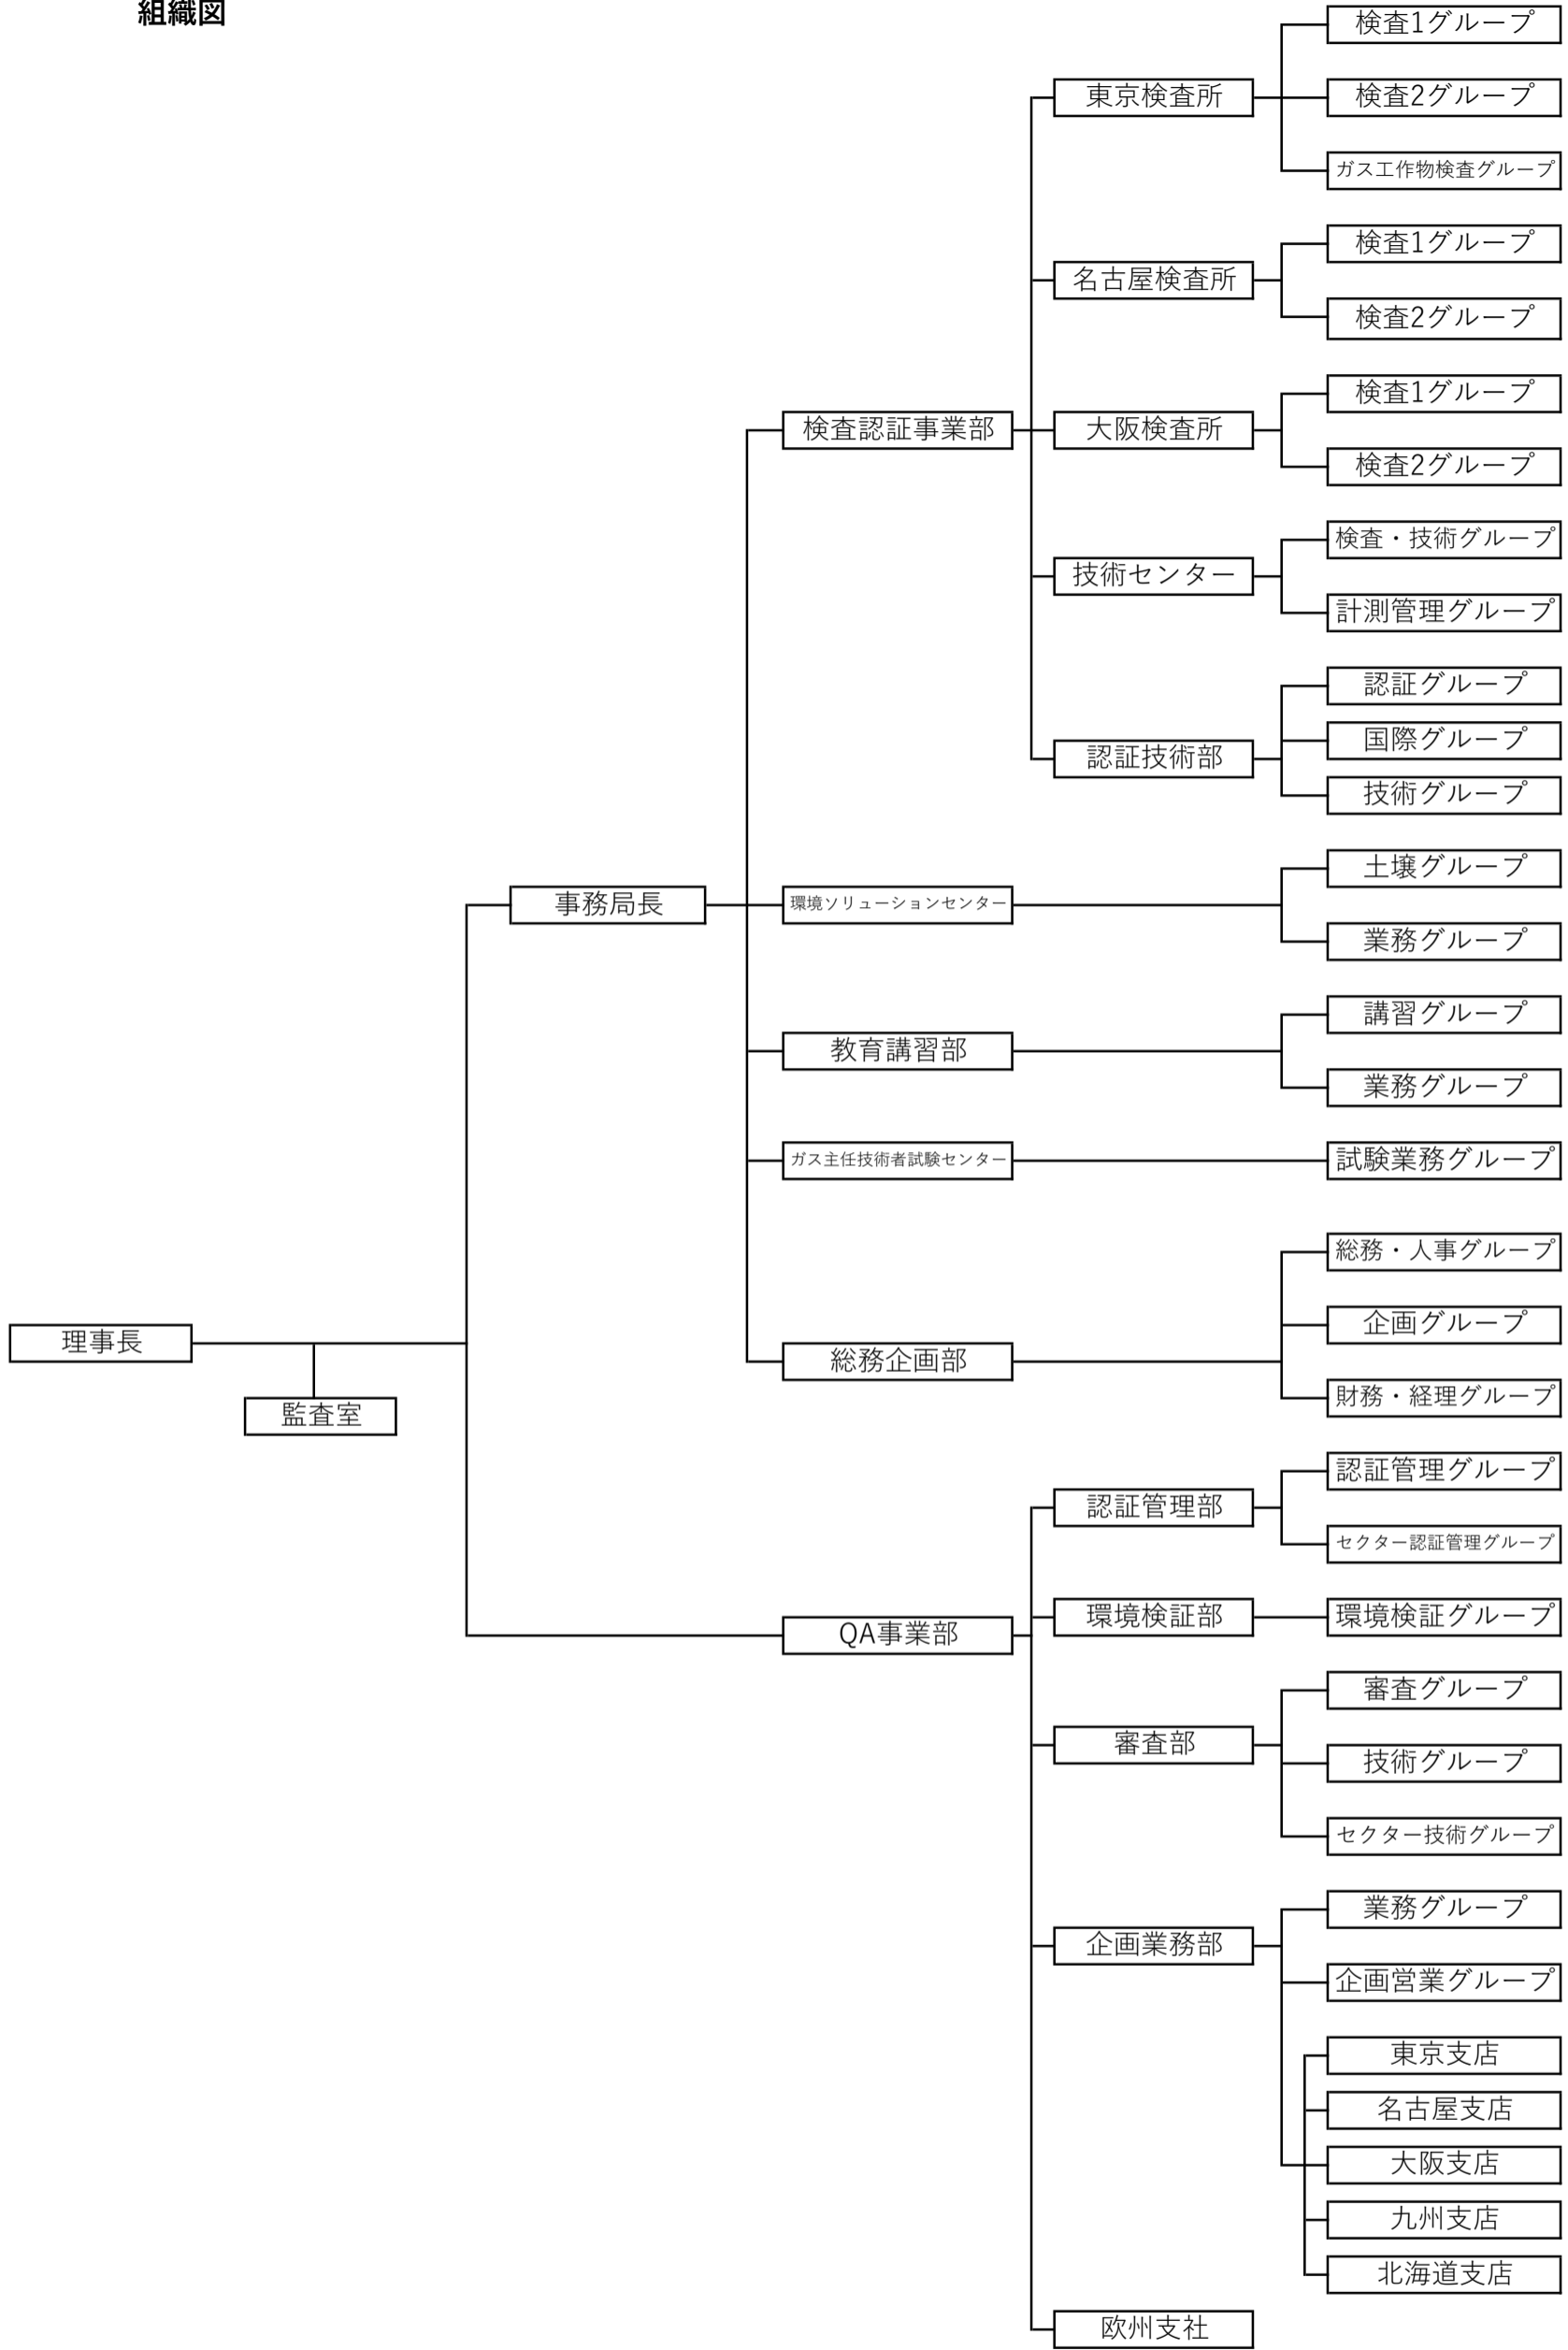 組織図
検査1グループ
東京検査所
検査2グループ
ガス工作物検査グループ
検査1グループ
名古屋検査所
検査2グループ
検査1グループ
検査認証事業部
大阪検査所
検査2グループ
検査・技術グループ
技術センター
計測管理グループ
認証グループ
国際グループ
認証技術部
技術グループ
土壌グループ
事務局長
環境ソリューションセンター
業務グループ
講習グループ
教育講習部
業務グループ
ガス主任技術者試験センター
試験業務グループ
総務・人事グループ
企画グループ
理事長
総務企画部
財務・経理グループ
監査室
認証管理グループ
認証管理部
セクター認証管理グループ
環境検証部
環境検証グループ
QA事業部
審査グループ
審査部
技術グループ
セクター技術グループ
業務グループ
企画業務部
企画営業グループ
東京支店
名古屋支店
大阪支店
九州支店
北海道支店
欧州支社